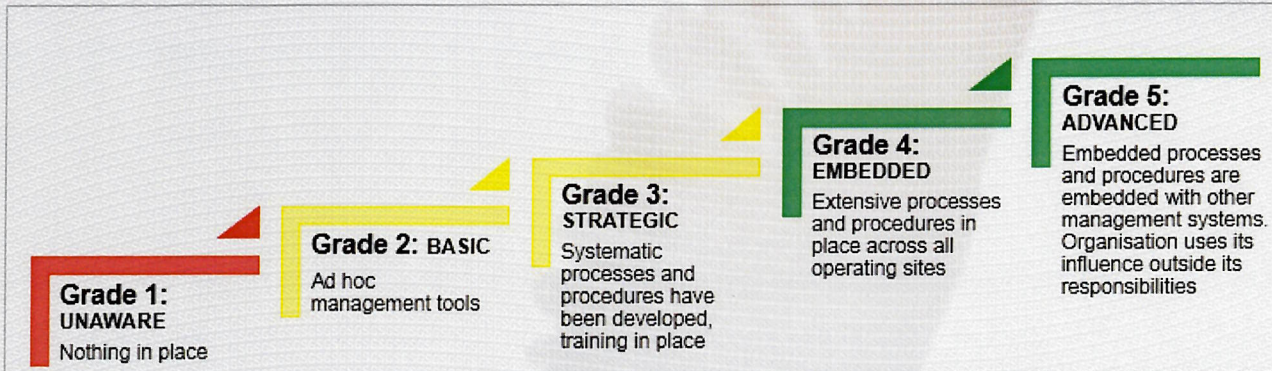 Grade 1:
UNAWARE
Nothing in place
Grade 2: BASIC
Ad hoc
management tools
Grade 3:
STRATEGIC
Systematic
processes and
procedures have
been developed,
training in place
Grade 4:
EMBEDDED
Extensive processes
and procedures in
place across all
operating sites
Grade 5:
ADVANCED
Embedded processes
and procedures are
embedded with other
management systems.
Organisation uses its
influence outside its
responsibilities